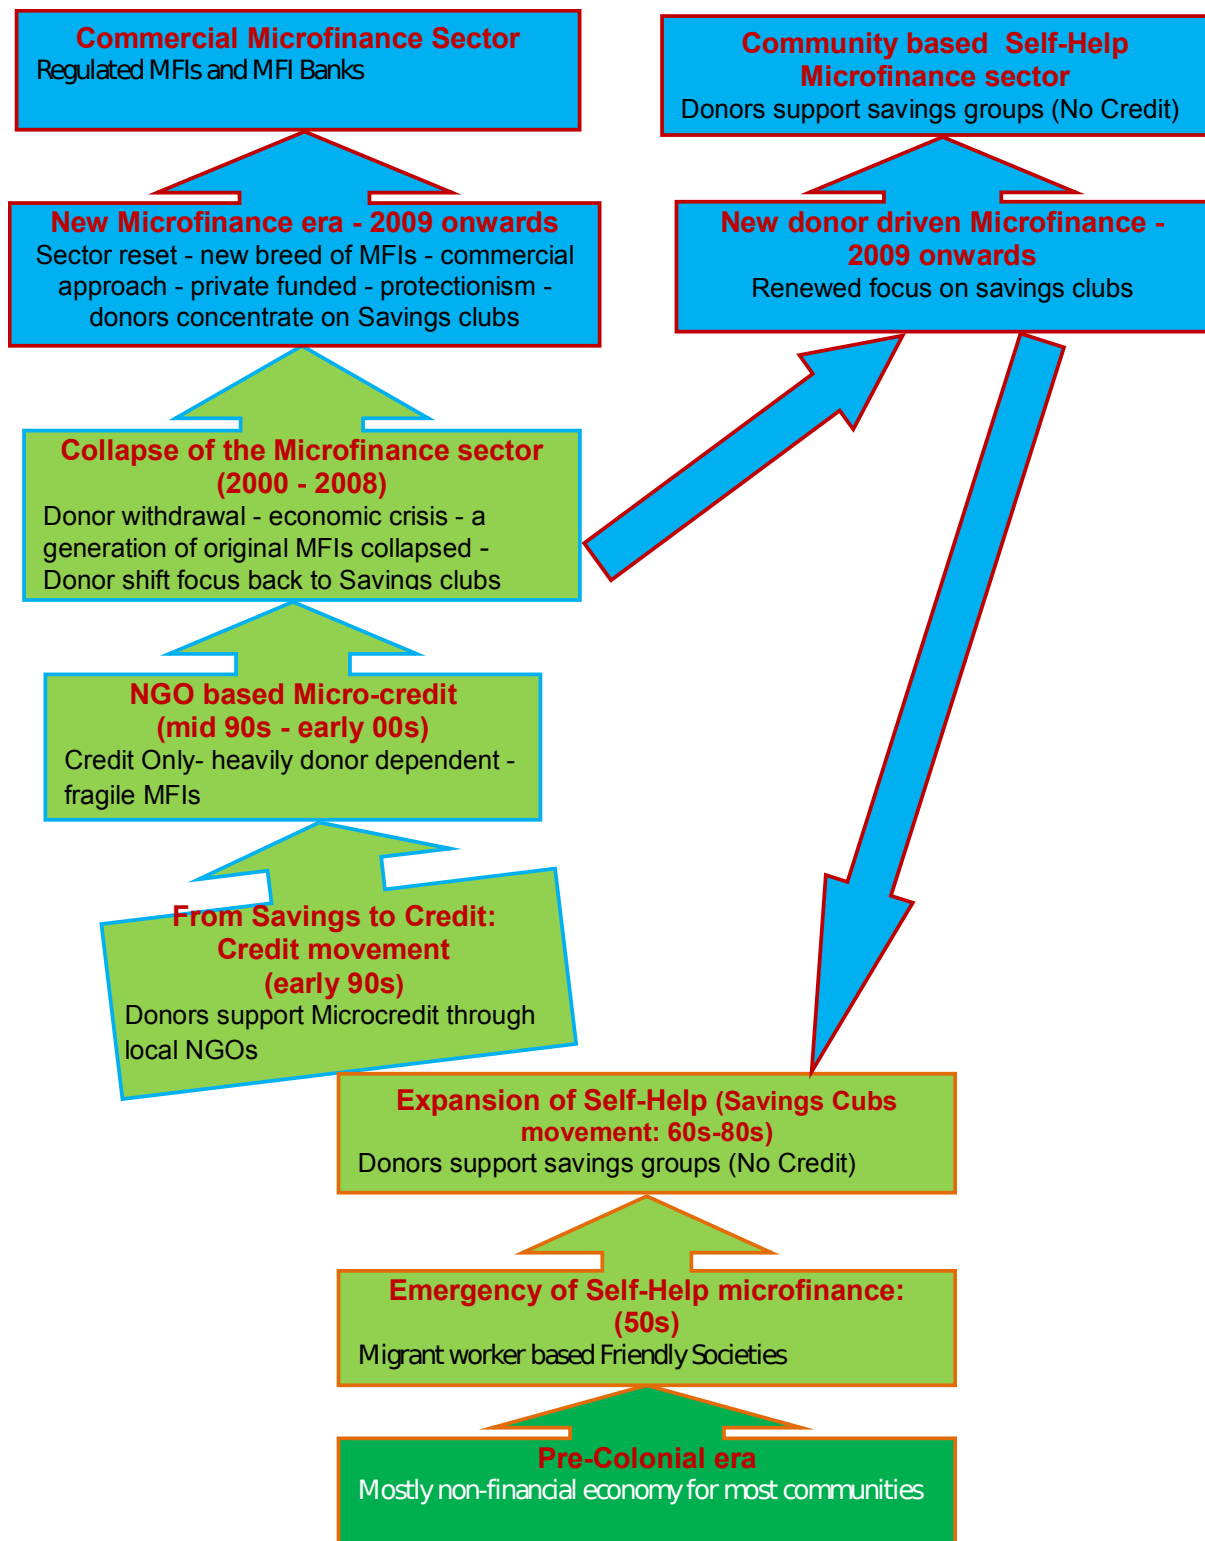 Commercial Microfinance Sector
Regulated MFIs and MFI Banks
Community based Self-Help
Microfinance sector
Donors support savings groups (No Credit)
New Microfinance era - 2009 onwards
Sector reset - new breed of MFIs - commercial
approach - private funded - protectionism -
donors concentrate on Savings clubs
New donor driven Microfinance -
2009 onwards
Renewed focus on savings clubs
Collapse of the Microfinance sector
(2000 - 2008)
Donor withdrawal - economic crisis - a
generation of original MFIs collapsed -
Donor shift focus back to Savings clubs
NGO based Micro-credit
(mid 90s - early 00s)
Credit Only- heavily donor dependent -
fragile MFIs
From Savings to Credit:
Credit movement
(early 90s)
Donors support Microcredit through
local NGOs
Expansion of Self-Help (Savings Cubs
movement: 60s-80s)
Donors support savings groups (No Credit)
Emergency of Self-Help microfinance:
(50s)
Migrant worker based Friendly Societies
Pre-Colonial era
Mostly non-financial economy for most communities